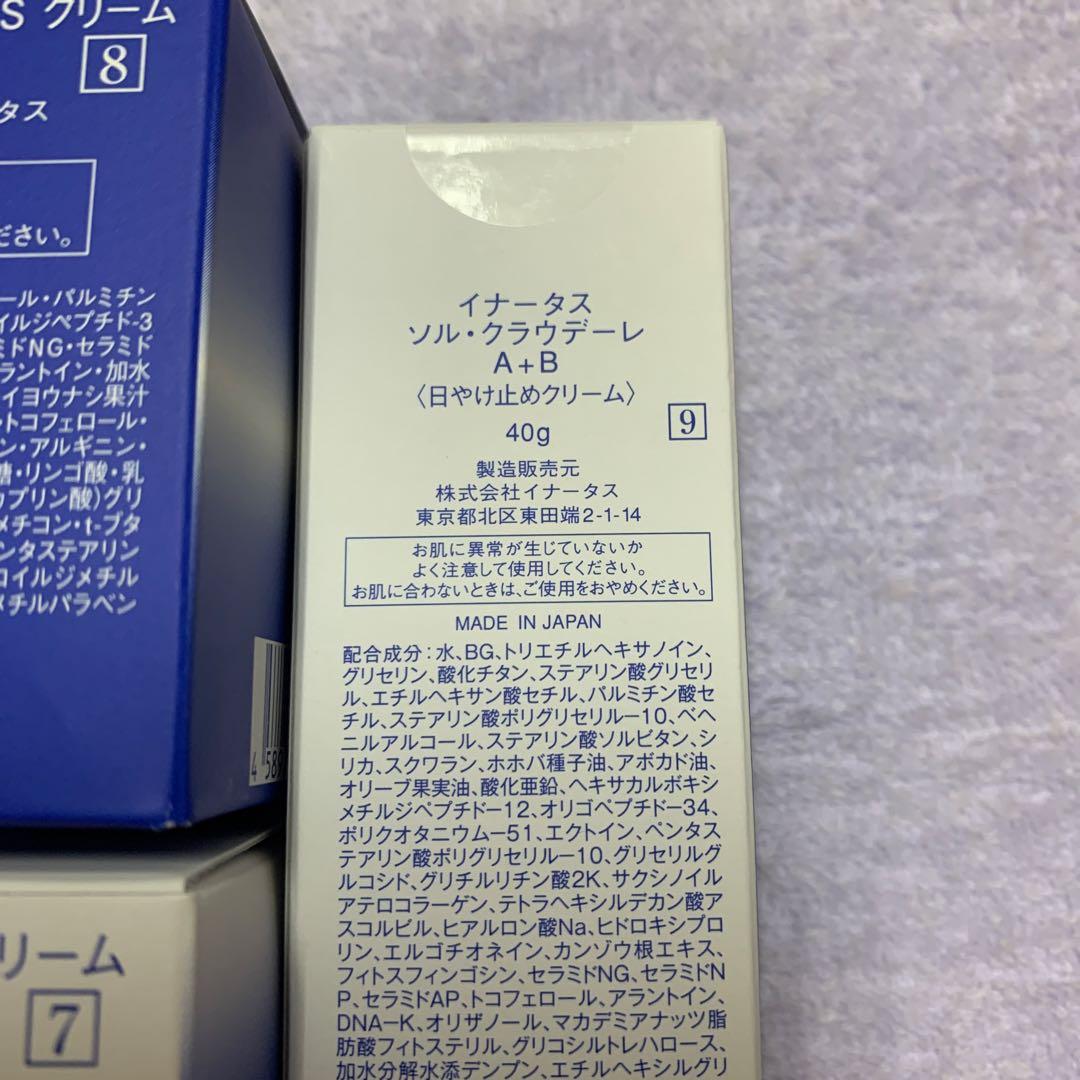 S クリーム
8
タス
ださい。
ール・パルミチン
イルジペプチド-3
ミドNG・セラミド
ラントイン・加水
イヨウナシ果汁
・トコフェロール・
ン・アルギニン・
糖・リンゴ酸・乳
カプリン酸)グリ
メチコン・t-ブタ
ンタステアリン
コイルジメチル
メチルパラベン
4 589
リーム
7
イナータス
ソル・クラウデーレ
A+B
〈日やけ止めクリーム〉
40g
9
製造販売元
株式会社イナータス
東京都北区東田端2-1-14
お肌に異常が生じていないか
よく注意して使用してください。
お肌に合わないときは、ご使用をおやめください。
MADE IN JAPAN
配合成分:水、BG、トリエチルヘキサノイン、
グリセリン、酸化チタン、ステアリン酸グリセリ
ル、エチルヘキサン酸セチル、パルミチン酸セ
チル、ステアリン酸ポリグリセリルー10、ベヘ
ニルアルコール、ステアリン酸ソルビタン、シ
リカ、スクワラン、ホホバ種子油、アボカド油、
オリーブ果実油、酸化亜鉛、ヘキサカルボキシ
メチルジペプチドー12、オリゴペプチドー34、
ポリクオタニウムー51、エクトイン、ペンタス
テアリン酸ポリグリセリルー10、グリセリルグ
ルコシド、グリチルリチン酸2K、サクシノイル
アテロコラーゲン、テトラヘキシルデカン酸ア
スコルビル、ヒアルロン酸Na、ヒドロキシプロ
リン、エルゴチオネイン、カンゾウ根エキス、
フィトスフィンゴシン、セラミドNG、セラミドN
P、セラミドAP、トコフェロール、アラントイン、
DNA-K、オリザノール、マカデミアナッツ脂
肪酸フィトステリル、グリコシルトレハロース、
加水分解水添デンプン、エチルヘキシルグリ